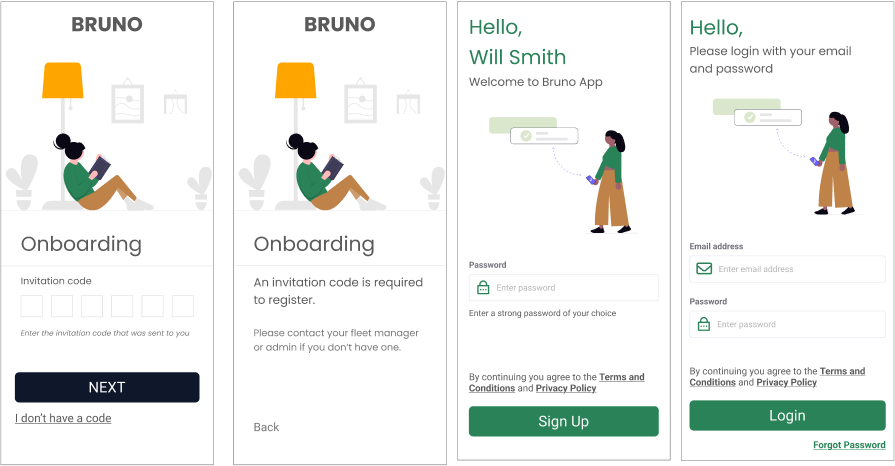 BRUNO
Onboarding
Invitation code
Enter the invitation code that was sent to you
NEXT
I don't have a code
BRUNO
Onboarding
An invitation code is required
to register.
Please contact your fleet manager
or admin if you don't have one.
Back
Hello,
Will Smith
Welcome to Bruno App
Password
Enter password
Enter a strong password of your choice
By continuing you agree to the Terms and
Conditions and Privacy Policy
Sign Up
Hello,
Please login with your email
and password
Email address
Enter email address
Password
Enter password
By continuing you agree to the Terms and
Conditions and Privacy Policy
Login
Forgot Password